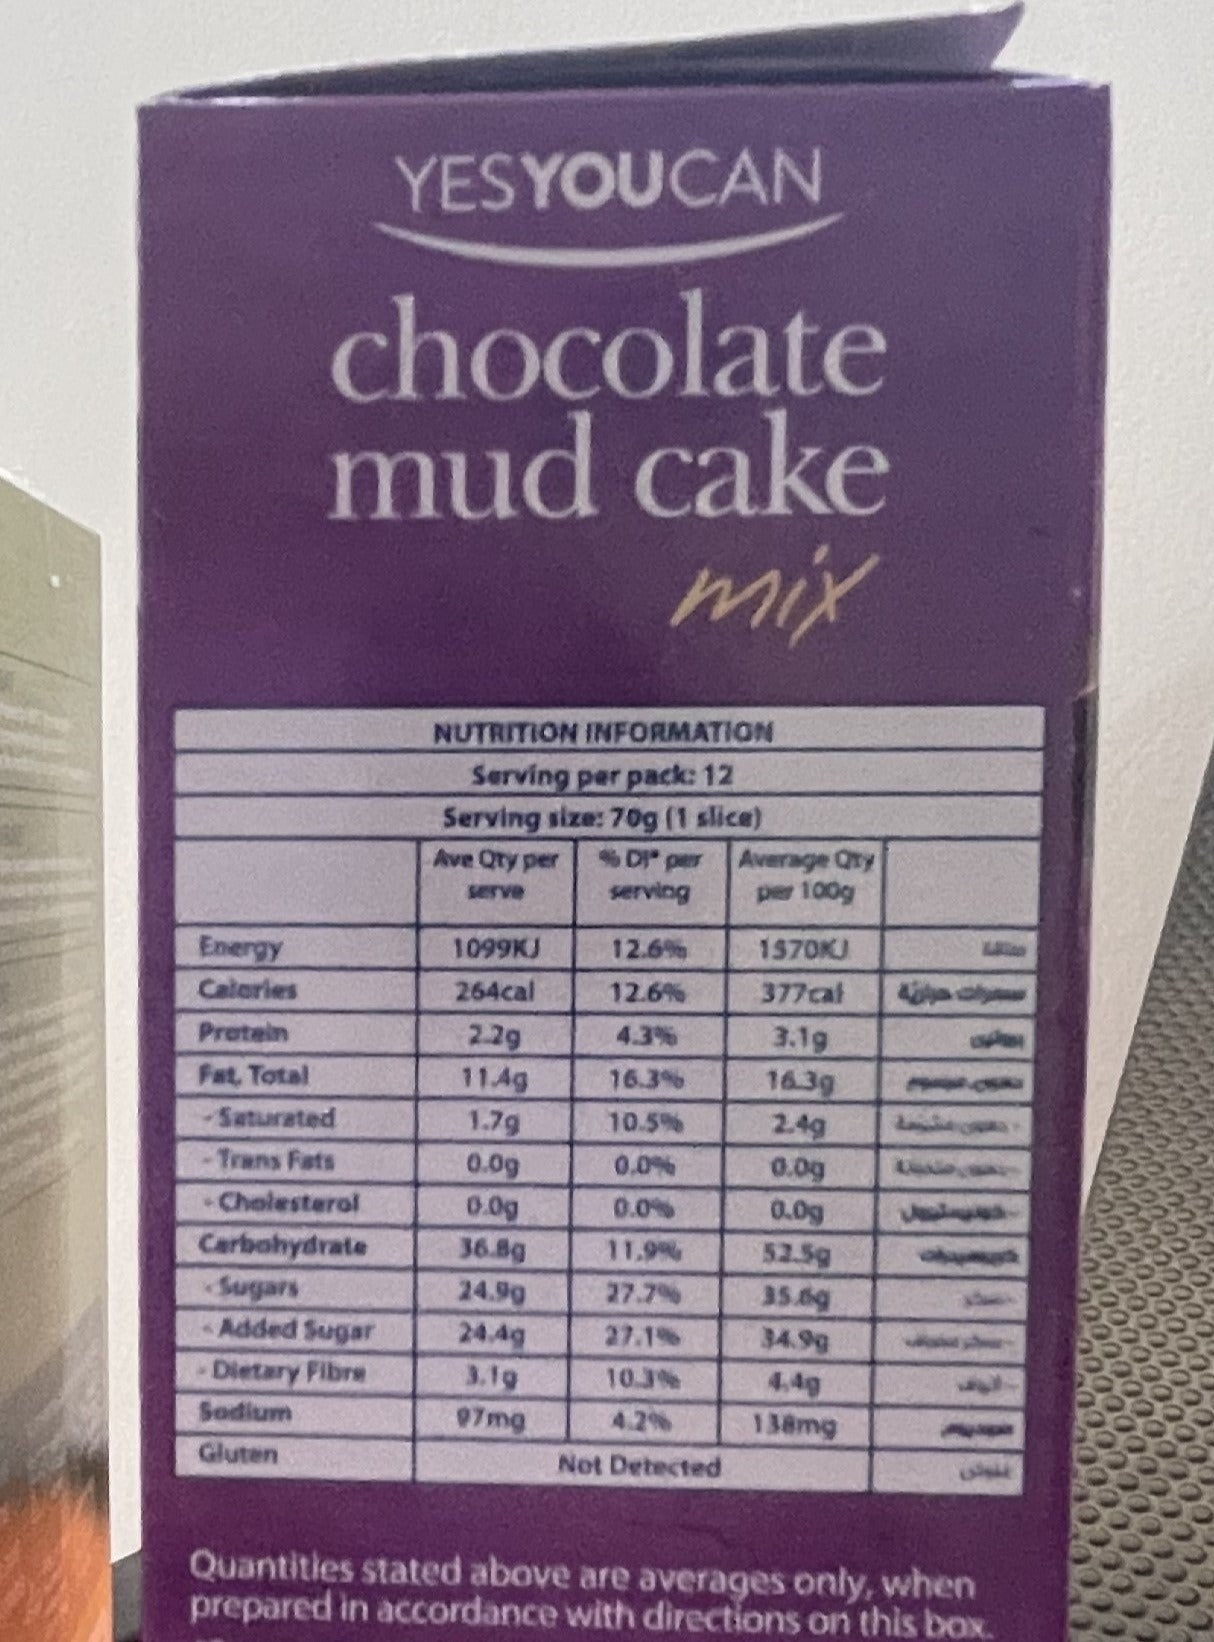 YESYOUCAN
chocolate
mud cake
mix
NUTRITION INFORMATION
Serving per pack: 12
Serving size: 70g (1 slice)
Ave Qty per serve % DI* per serving Average Qty per 100g
Energy 1099KJ 12.6% 1570KJ
Calories 264cal 12.6% 377cal سعرات حرارية
Protein 2.2g 4.3% 3.1g بروتين
Fat, Total 11.4g 16.3% 16.3g
- Saturated 1.7g 10.5% 2.4g
- Trans Fats 0.0g 0.0% 0.0g
- Cholesterol 0.0g 0.0% 0.0g
Carbohydrate 36.8g 11.9% 52.5g
- Sugars 24.9g 27.7% 35.6g
- Added Sugar 24.4g 27.1% 34.9g
- Dietary Fibre 3.1g 10.3% 4.4g
Sodium 97mg 4.2% 138mg
Gluten Not Detected
Quantities stated above are averages only, when
prepared in accordance with directions on this box.